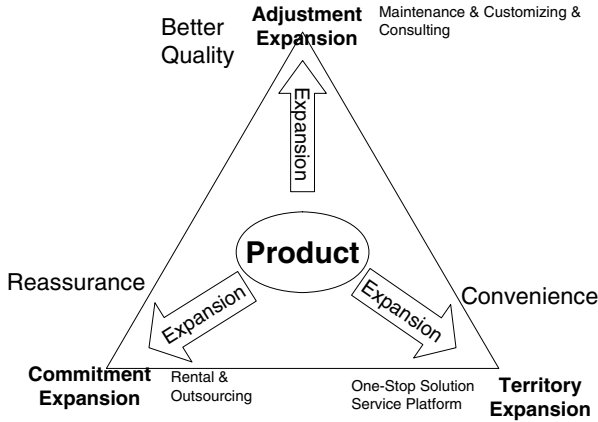 Better
Quality
Adjustment
Expansion
Maintenance & Customizing &
Consulting
Expansion
Product
Reassurance
Expansion
Expansion
Convenience
Commitment
Expansion
Rental &
Outsourcing
One-Stop Solution
Service Platform
Territory
Expansion